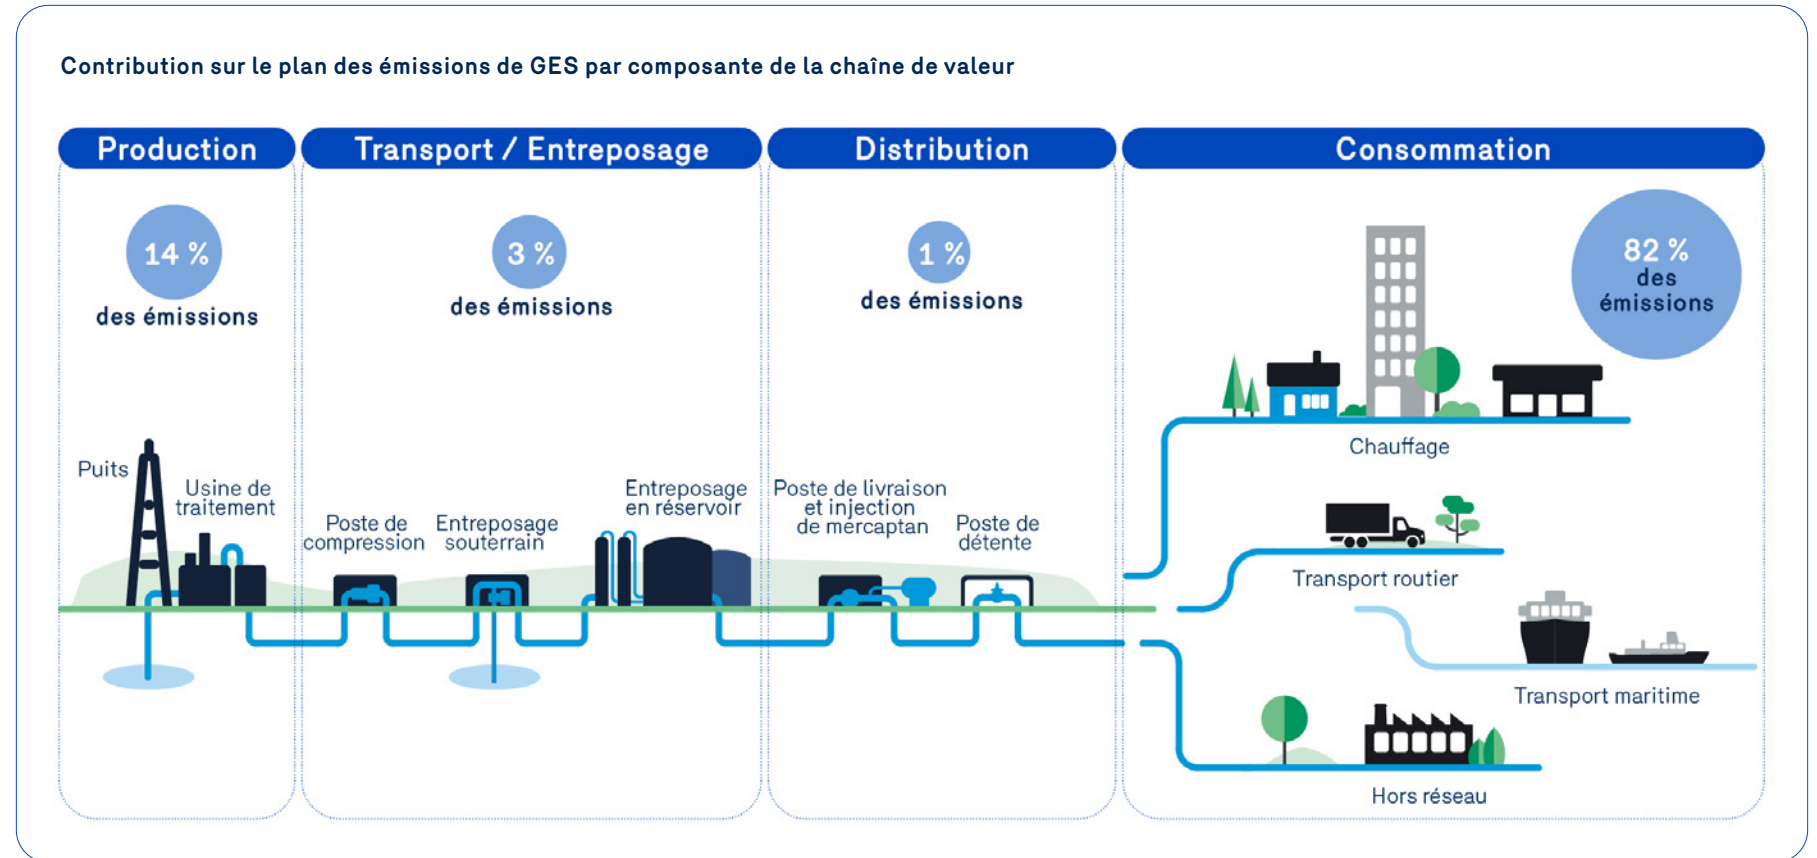 Contribution sur le plan des émissions de GES par composante de la chaîne de valeur
Production
14 %
des émissions
Puits
Usine de
traitement
Transport / Entreposage
3 %
des émissions
Poste de
compression
Entreposage
souterrain
Entreposage
en réservoir
Distribution
1 %
des émissions
Poste de livraison
et injection
de mercaptan
Poste de
détente
Consommation
82 %
des
émissions
Chauffage
Transport routier
Transport maritime
Hors réseau